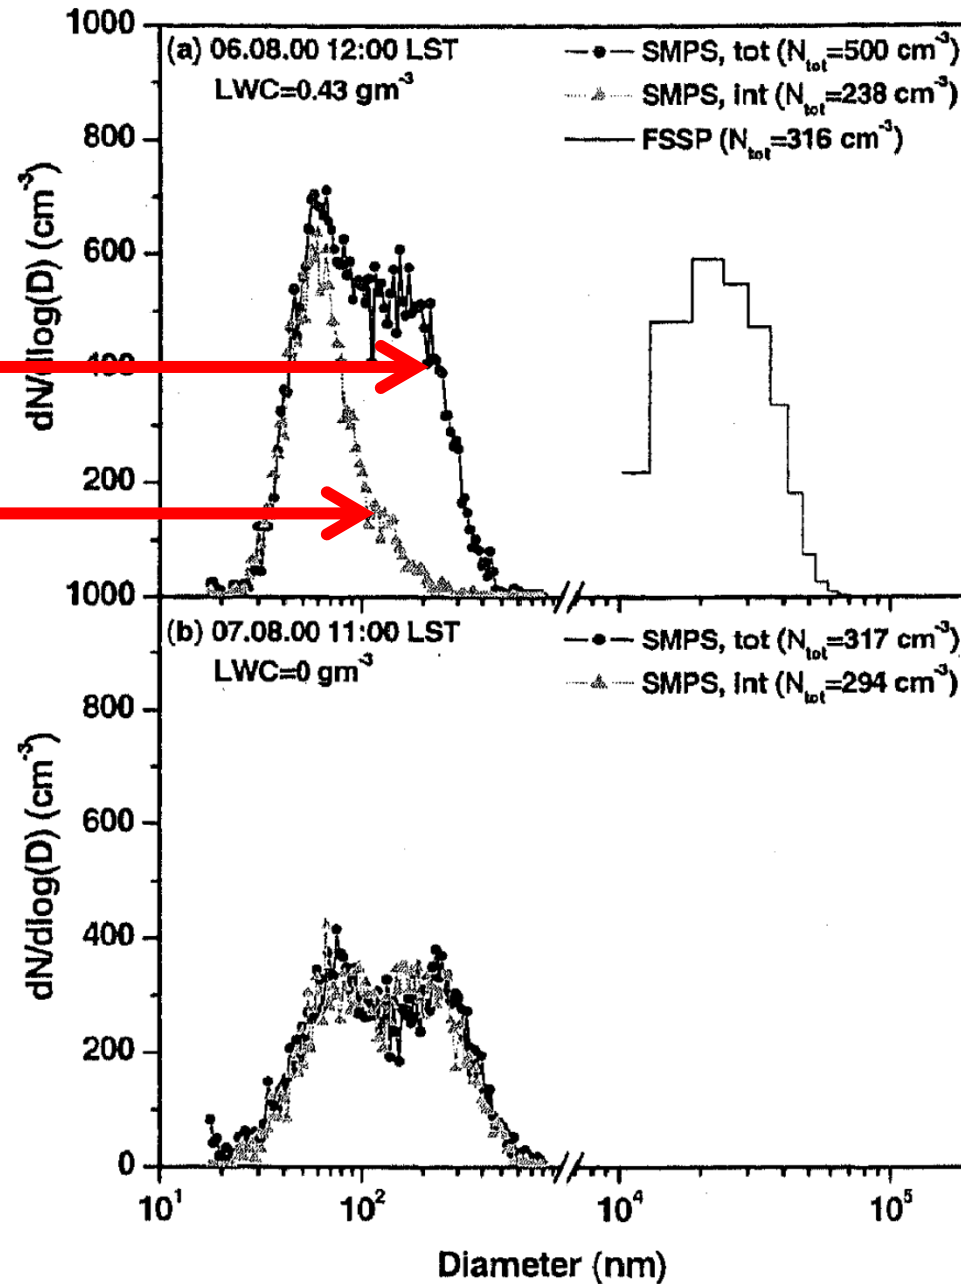 1000
(a) 06.08.00 12:00 LST
LWC=0.43 gm⁻³
SMPS, tot (Nₜₒₜ=500 cm⁻³)
SMPS, int (Nₜₒₜ=238 cm⁻³)
FSSP (Nₜₒₜ=316 cm⁻³)
800
600
400
200
dN/dlog(D) (cm⁻³)
1000
(b) 07.08.00 11:00 LST
LWC=0 gm⁻³
SMPS, tot (Nₜₒₜ=317 cm⁻³)
SMPS, int (Nₜₒₜ=294 cm⁻³)
800
600
400
200
0
dN/dlog(D) (cm⁻³)
10¹ 10² 10⁴ 10⁵
Diameter (nm)